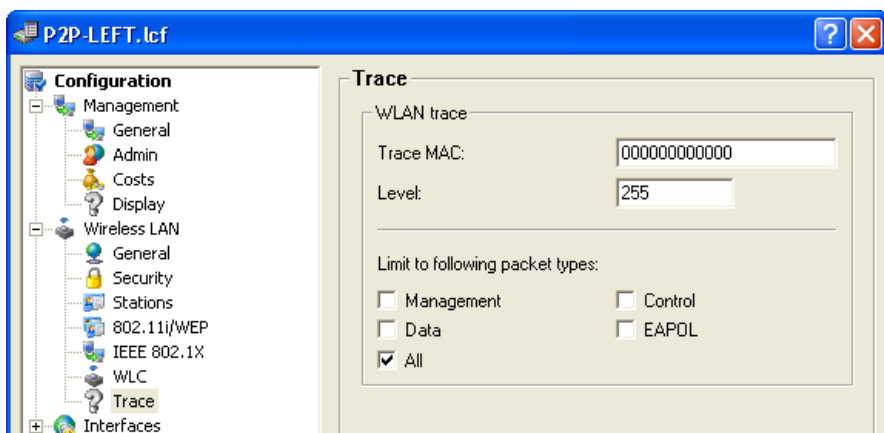 P2P-LEFT.lcf
Configuration
Management
General
Admin
Costs
Display
Wireless LAN
General
Security
Stations
802.11i/WEP
IEEE 802.1X
WLC
Trace
Interfaces
Trace
WLAN trace
Trace MAC: 000000000000
Level: 255
Limit to following packet types:
Management Control
Data EAPOL
All